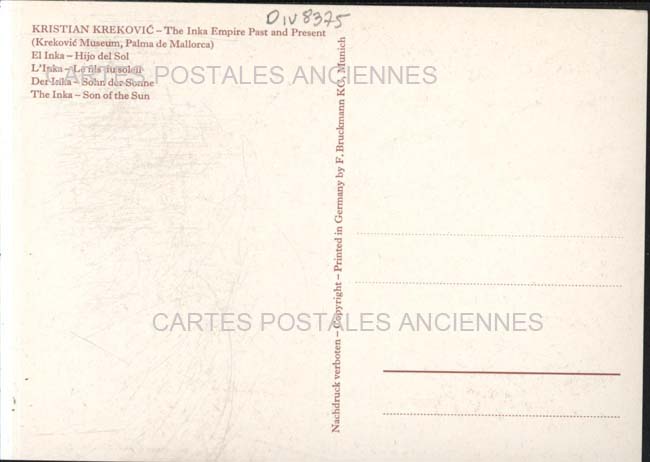 DIV 8375
KRISTIAN KREKOVIĆ – The Inka Empire Past and Present
(Kreković Museum, Palma de Mallorca)
El Inka – Hijo del Sol
L'Inka – Le fils du soleil
Der Inka – Sohn der Sonne
The Inka – Son of the Sun
CARTES POSTALES ANCIENNES
Nachdruck verboten – Copyright – Printed in Germany by F. Bruckmann KG, Munich
CARTES POSTALES ANCIENNES